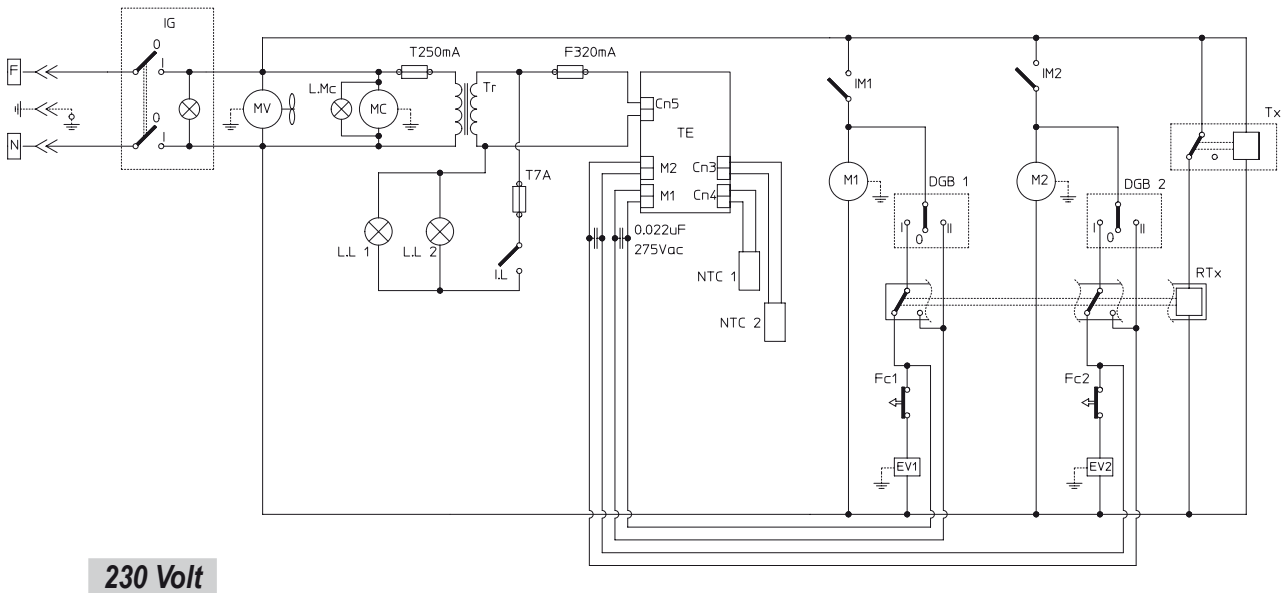 IG
F
N
0
I
0
I
MV
L.Mc
MC
T250mA
Tr
F320mA
T7A
I.L
L.L 1
L.L 2
Cn5
TE
M2
Cn3
M1
Cn4
0.022uF
275Vac
NTC 1
NTC 2
IM1
M1
DGB 1
I
0
II
Fc1
EV1
IM2
M2
DGB 2
I
0
II
Fc2
EV2
Tx
RTx
230 Volt